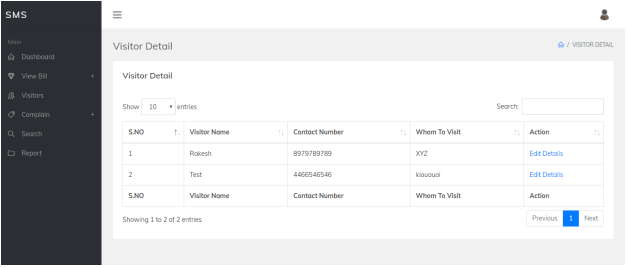 SMS
Main
Dashboard
View Bill +
Visitors
Complain +
Search
Report
Visitor Detail
/ VISITOR DETAIL
Visitor Detail
Show 10 entries
Search:
S.NO Visitor Name Contact Number Whom To Visit Action
1 Rakesh 8979789789 XYZ Edit Details
2 Test 4466546546 kiouuoui Edit Details
S.NO Visitor Name Contact Number Whom To Visit Action
Showing 1 to 2 of 2 entries
Previous 1 Next